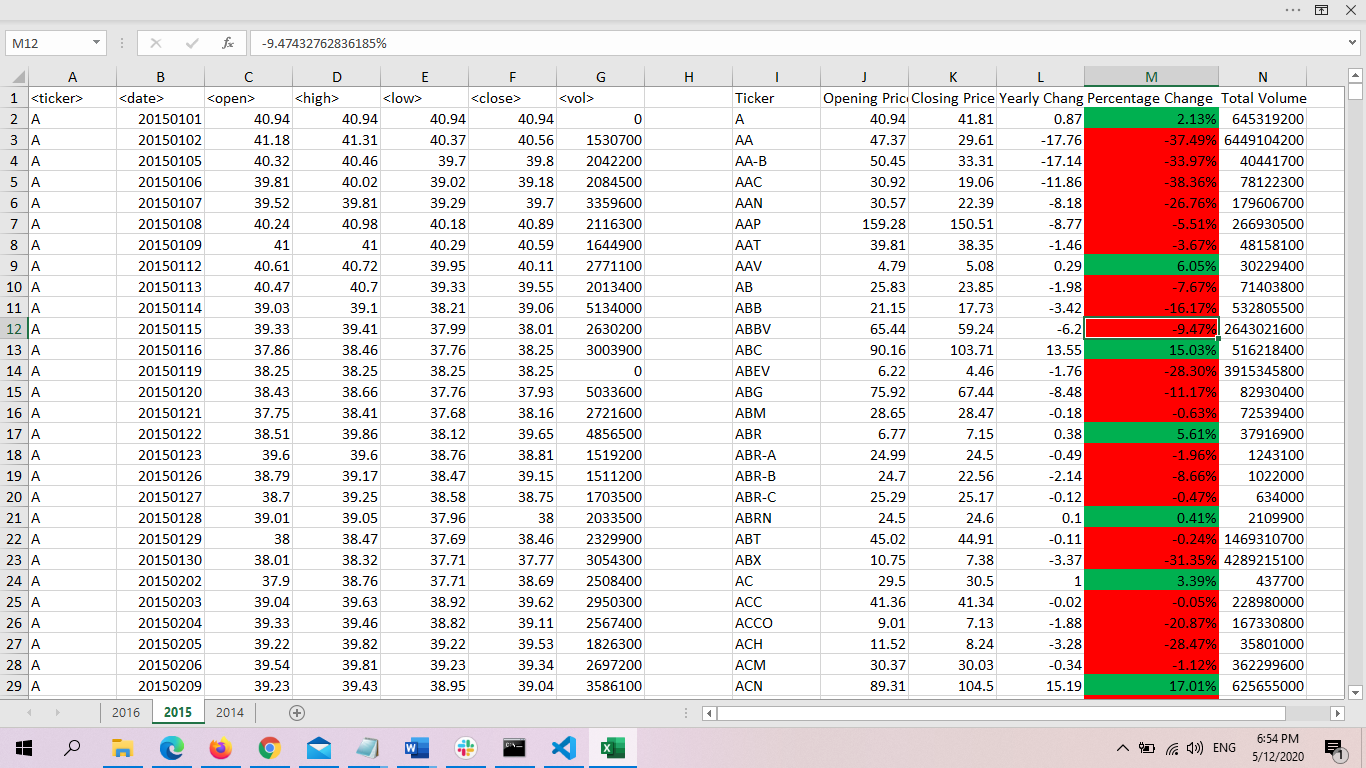 M12 fx -9.47432762836185%
A B C D E F G H I J K L M N
1 <ticker> <date> <open> <high> <low> <close> <vol> Ticker Opening Pric Closing Price Yearly Chang Percentage Change Total Volume
2 A 20150101 40.94 40.94 40.94 40.94 0 A 40.94 41.81 0.87 2.13% 645319200
3 A 20150102 41.18 41.31 40.37 40.56 1530700 AA 47.37 29.61 -17.76 -37.49% 6449104200
4 A 20150105 40.32 40.46 39.7 39.8 2042200 AA-B 50.45 33.31 -17.14 -33.97% 40441700
5 A 20150106 39.81 40.02 39.02 39.18 2084500 AAC 30.92 19.06 -11.86 -38.36% 78122300
6 A 20150107 39.52 39.81 39.29 39.7 3359600 AAN 30.57 22.39 -8.18 -26.76% 179606700
7 A 20150108 40.24 40.98 40.18 40.89 2116300 AAP 159.28 150.51 -8.77 -5.51% 266930500
8 A 20150109 41 41 40.29 40.59 1644900 AAT 39.81 38.35 -1.46 -3.67% 48158100
9 A 20150112 40.61 40.72 39.95 40.11 2771100 AAV 4.79 5.08 0.29 6.05% 30229400
10 A 20150113 40.47 40.7 39.33 39.55 2013400 AB 25.83 23.85 -1.98 -7.67% 71403800
11 A 20150114 39.03 39.1 38.21 39.06 5134000 ABB 21.15 17.73 -3.42 -16.17% 532805500
12 A 20150115 39.33 39.41 37.99 38.01 2630200 ABBV 65.44 59.24 -6.2 -9.47% 2643021600
13 A 20150116 37.86 38.46 37.76 38.25 3003900 ABC 90.16 103.71 13.55 15.03% 516218400
14 A 20150119 38.25 38.25 38.25 38.25 0 ABEV 6.22 4.46 -1.76 -28.30% 3915345800
15 A 20150120 38.43 38.66 37.76 37.93 5033600 ABG 75.92 67.44 -8.48 -11.17% 82930400
16 A 20150121 37.75 38.41 37.68 38.16 2721600 ABM 28.65 28.47 -0.18 -0.63% 72539400
17 A 20150122 38.51 39.86 38.12 39.65 4856500 ABR 6.77 7.15 0.38 5.61% 37916900
18 A 20150123 39.6 39.6 38.76 38.81 1519200 ABR-A 24.99 24.5 -0.49 -1.96% 1243100
19 A 20150126 38.79 39.17 38.47 39.15 1511200 ABR-B 24.7 22.56 -2.14 -8.66% 1022000
20 A 20150127 38.7 39.25 38.58 38.75 1703500 ABR-C 25.29 25.17 -0.12 -0.47% 634000
21 A 20150128 39.01 39.05 37.96 38 2033500 ABRN 24.5 24.6 0.1 0.41% 2109900
22 A 20150129 38 38.47 37.69 38.46 2329900 ABT 45.02 44.91 -0.11 -0.24% 1469310700
23 A 20150130 38.01 38.32 37.71 37.77 3054300 ABX 10.75 7.38 -3.37 -31.35% 4289215100
24 A 20150202 37.9 38.76 37.71 38.69 2508400 AC 29.5 30.5 1 3.39% 437700
25 A 20150203 39.04 39.63 38.92 39.62 2950300 ACC 41.36 41.34 -0.02 -0.05% 228980000
26 A 20150204 39.33 39.46 38.82 39.11 2567400 ACCO 9.01 7.13 -1.88 -20.87% 167330800
27 A 20150205 39.22 39.82 39.22 39.53 1826300 ACH 11.52 8.24 -3.28 -28.47% 35801000
28 A 20150206 39.54 39.81 39.23 39.34 2697200 ACM 30.37 30.03 -0.34 -1.12% 362299600
29 A 20150209 39.23 39.43 38.95 39.04 3586100 ACN 89.31 104.5 15.19 17.01% 625655000
2016 2015 2014
ENG 6:54 PM
5/12/2020 1